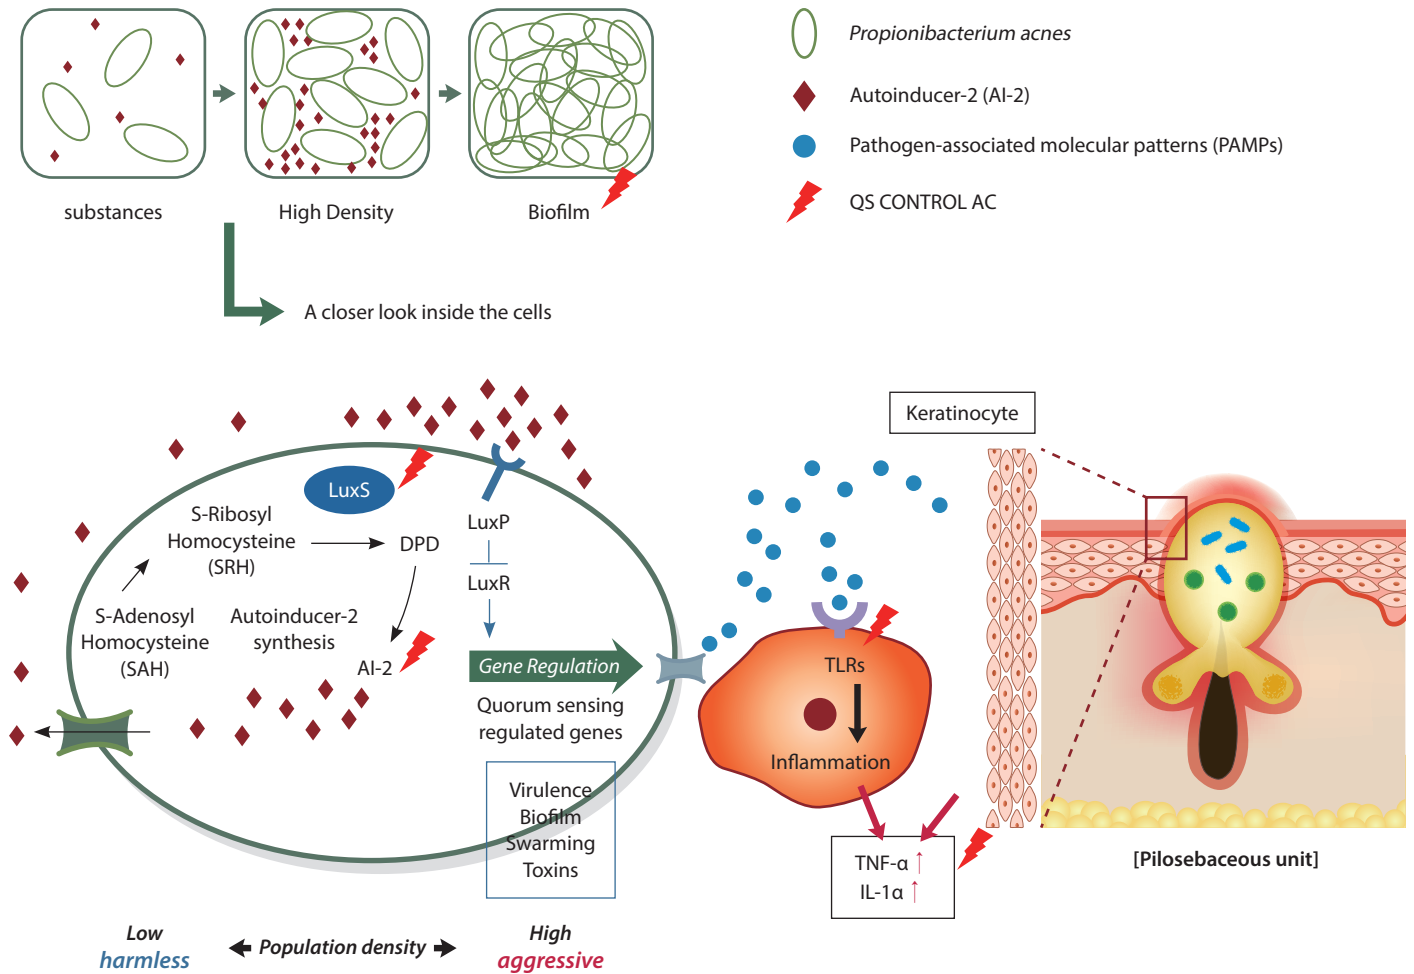 substances
High Density
Biofilm
Propionibacterium acnes
Autoinducer-2 (AI-2)
Pathogen-associated molecular patterns (PAMPs)
QS CONTROL AC
A closer look inside the cells
LuxS
S-Ribosyl
Homocysteine
(SRH)
DPD
S-Adenosyl
Homocysteine
(SAH)
Autoinducer-2
synthesis
AI-2
LuxP
LuxR
Gene Regulation
Quorum sensing
regulated genes
Virulence
Biofilm
Swarming
Toxins
Low
harmless
Population density
High
aggressive
TLRs
Inflammation
TNF-α ↑
IL-1α ↑
Keratinocyte
[Pilosebaceous unit]